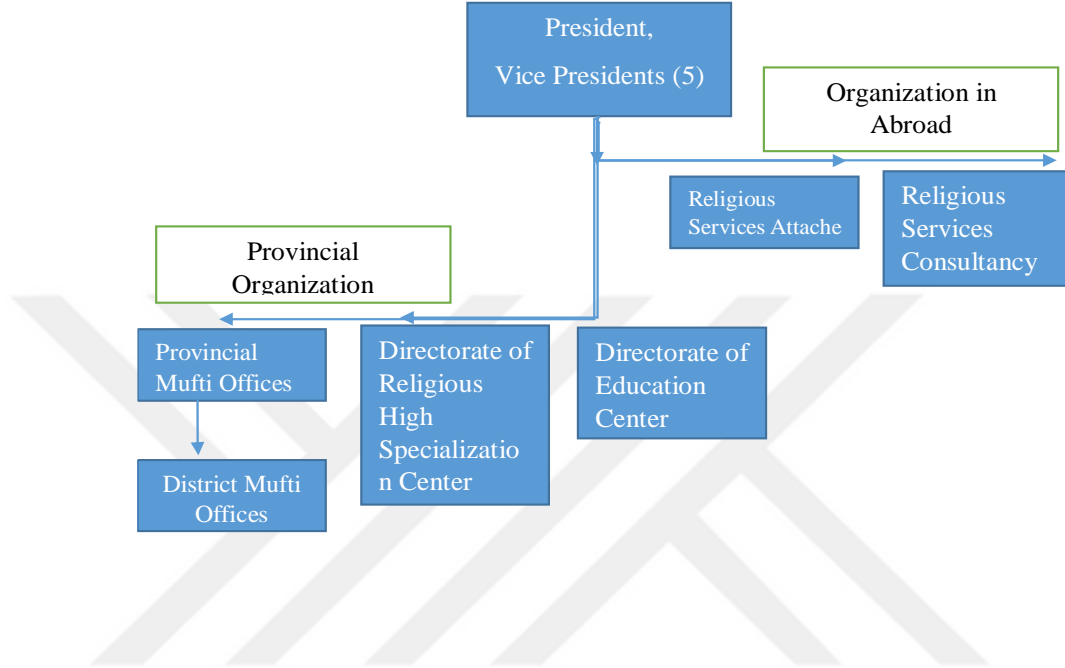 President,
Vice Presidents (5)
Organization in
Abroad
Religious
Services Attache
Religious
Services
Consultancy
Provincial
Organization
Provincial
Mufti Offices
Directorate of
Religious
High
Specializatio
n Center
Directorate of
Education
Center
District Mufti
Offices